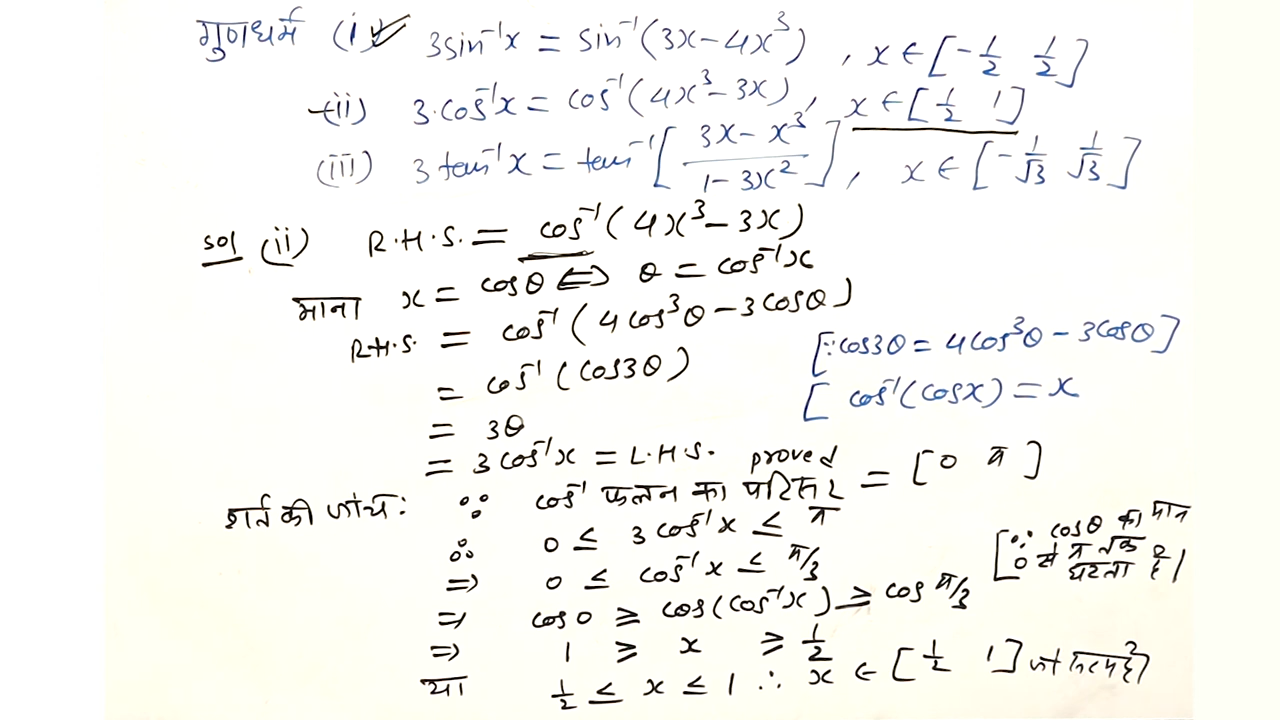 गुणधर्म (i) ✓ 3sin⁻¹x = sin⁻¹(3x-4x³), x ∈ [-1/2 1/2]
(ii) 3.cos⁻¹x = cos⁻¹(4x³-3x), x ∈ [1/2 1]
(iii) 3 tan⁻¹x = tan⁻¹[(3x-x³)/(1-3x²)], x ∈ [-1/√3 1/√3]
sol (ii) R.H.S. = cos⁻¹(4x³-3x)
माना x = cosθ ⇔ θ = cos⁻¹x
R.H.S. = cos⁻¹(4cos³θ-3cosθ)
[∵cos3θ = 4cos³θ-3cosθ]
= cos⁻¹(cos3θ)
[cos⁻¹(cosx) = x
= 3θ
= 3cos⁻¹x = L.H.S. proved
शर्त की जांच: ∵ cos⁻¹ फलन का परिसर = [0 π]
∴ 0 ≤ 3cos⁻¹x ≤ π
⇒ 0 ≤ cos⁻¹x ≤ π/3
[∵ cosθ का मान
0 से π तक
घटता है।
⇒ cos0 ≥ cos(cos⁻¹x) ≥ cos π/3
⇒ 1 ≥ x ≥ 1/2
या 1/2 ≤ x ≤ 1 ∴ x ∈ [1/2 1]